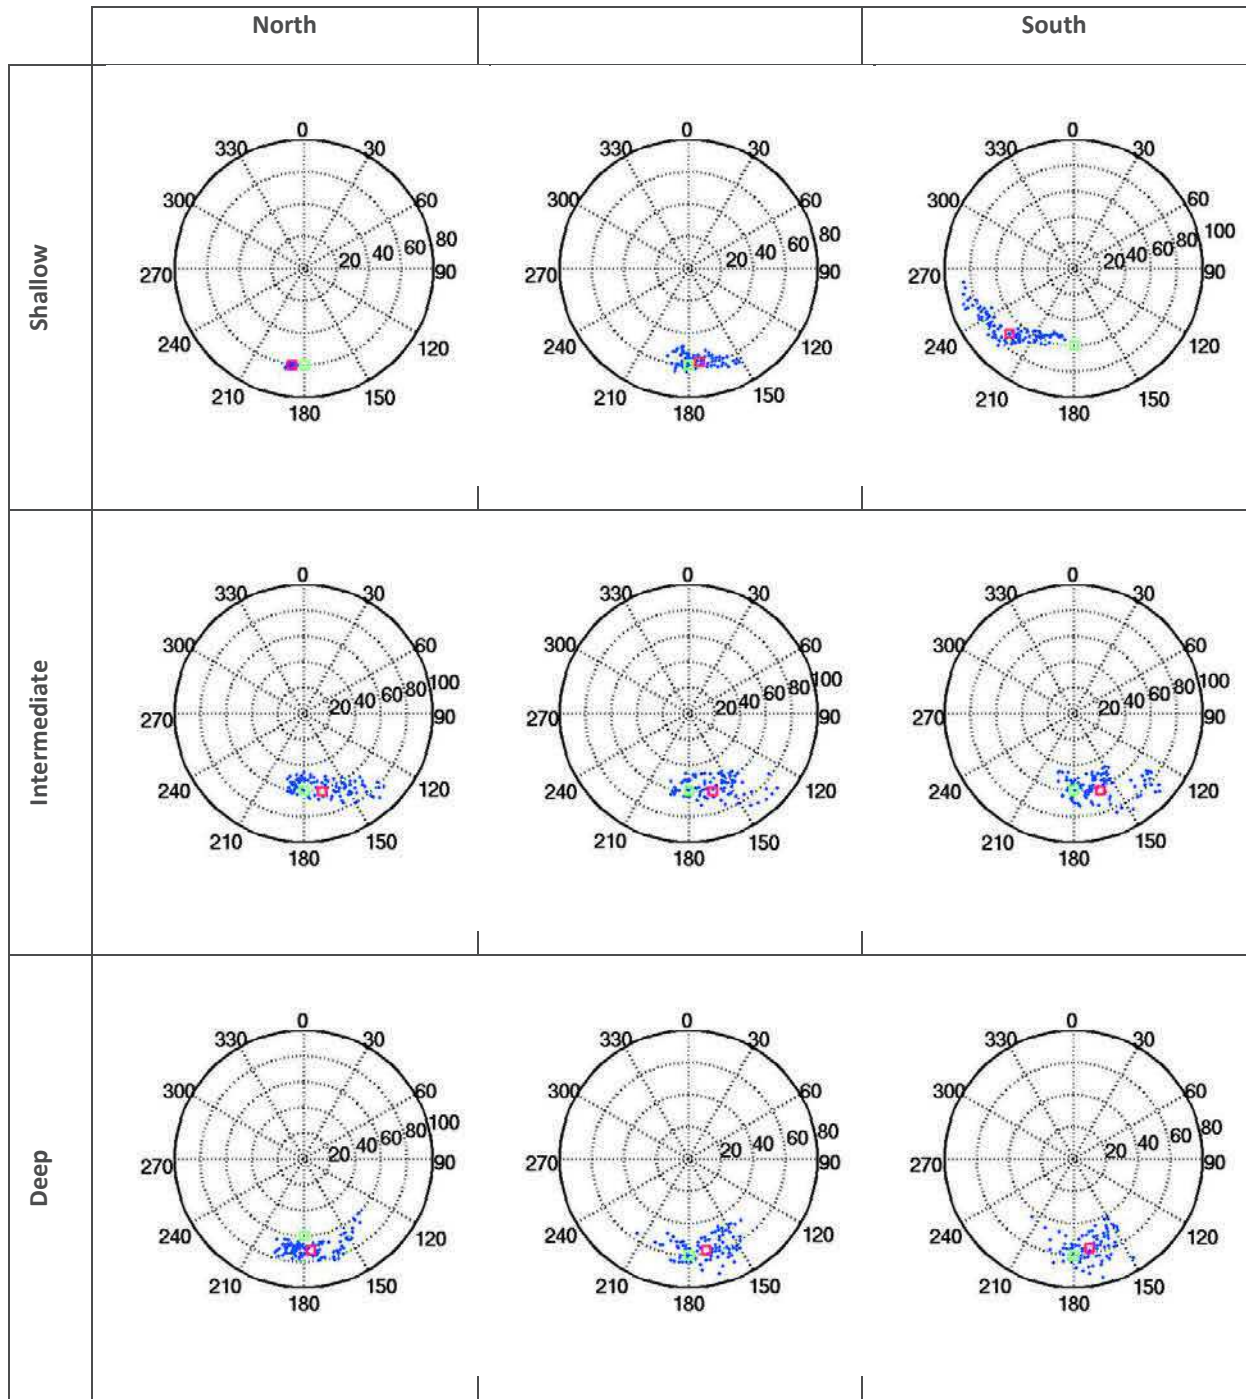 North South
Shallow
0 0 0
330 30 330 30 330 30
300 60 300 60 300 60
20 40 60 80 20 40 60 80 20 40 60 80 100
270 90 270 90 270 90
240 120 240 120 240 120
210 150 210 150 210 150
180 180 180
Intermediate
0 0 0
330 30 330 30 330 30
300 60 300 60 300 60
20 40 60 80 100 20 40 60 80 100 20 40 60 80 100
270 90 270 90 270 90
240 120 240 120 240 120
210 150 210 150 210 150
180 180 180
Deep
0 0 0
330 30 330 30 330 30
300 60 300 60 300 60
20 40 60 80 100 20 40 60 80 20 40 60 80
270 90 270 90 270 90
240 120 240 120 240 120
210 150 210 150 210 150
180 180 180